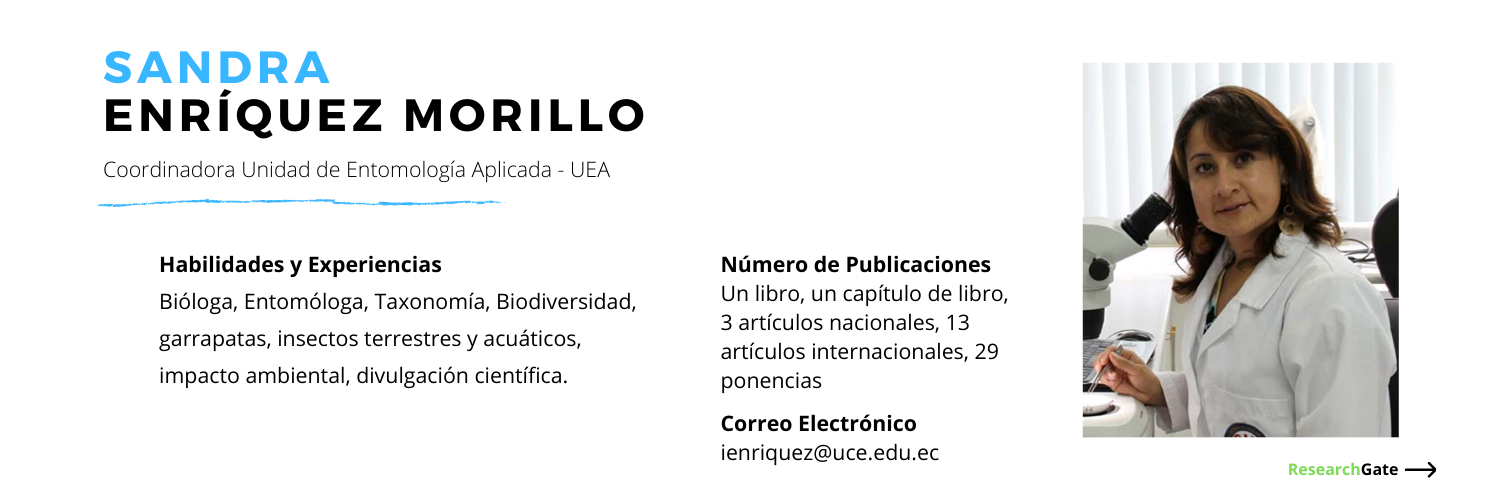 SANDRA
ENRÍQUEZ MORILLO
Coordinadora Unidad de Entomología Aplicada - UEA
Habilidades y Experiencias
Bióloga, Entomóloga, Taxonomía, Biodiversidad,
garrapatas, insectos terrestres y acuáticos,
impacto ambiental, divulgación científica.
Número de Publicaciones
Un libro, un capítulo de libro,
3 artículos nacionales, 13
artículos internacionales, 29
ponencias
Correo Electrónico
ienriquez@uce.edu.ec
ResearchGate